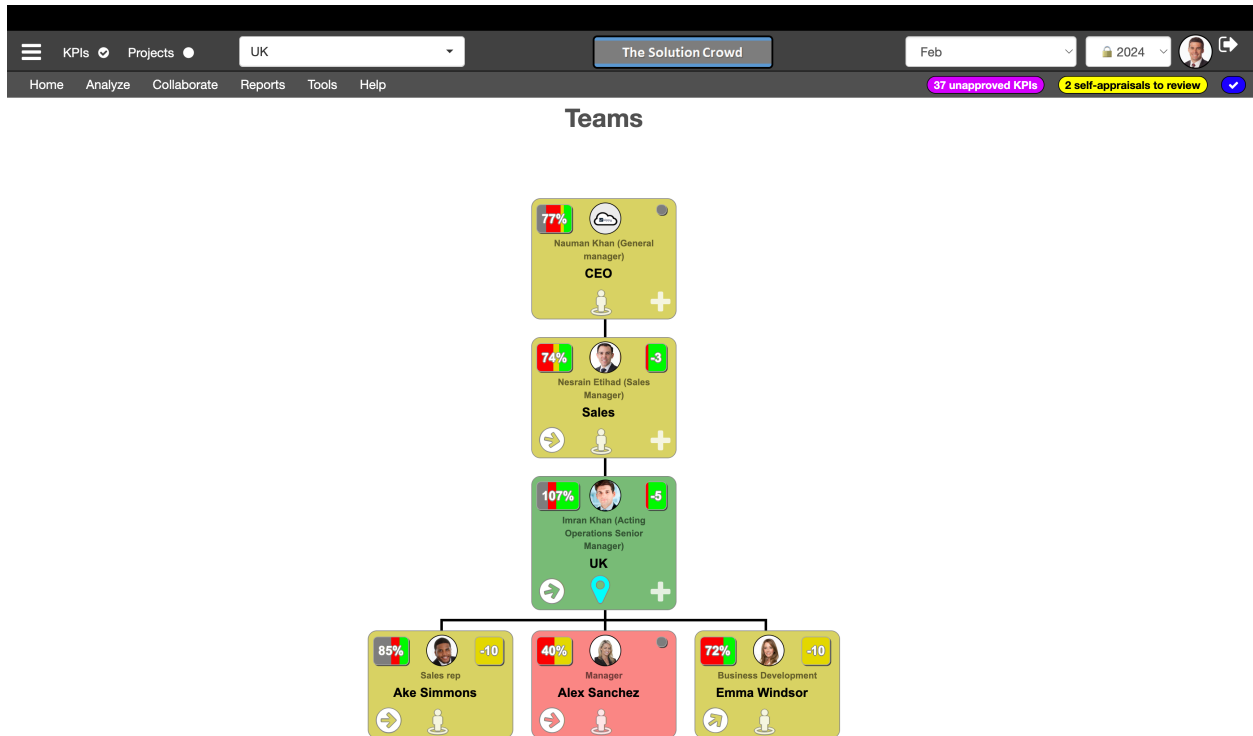 KPIs Projects UK The Solution Crowd Feb 2024
Home Analyze Collaborate Reports Tools Help 37 unapproved KPIs 2 self-appraisals to review
Teams
77%
Nauman Khan (General
manager)
CEO
74% -3
Nesrain Etihad (Sales
Manager)
Sales
107% -5
Imran Khan (Acting
Operations Senior
Manager)
UK
85% -10
Sales rep
Ake Simmons
40%
Manager
Alex Sanchez
72% -10
Business Development
Emma Windsor